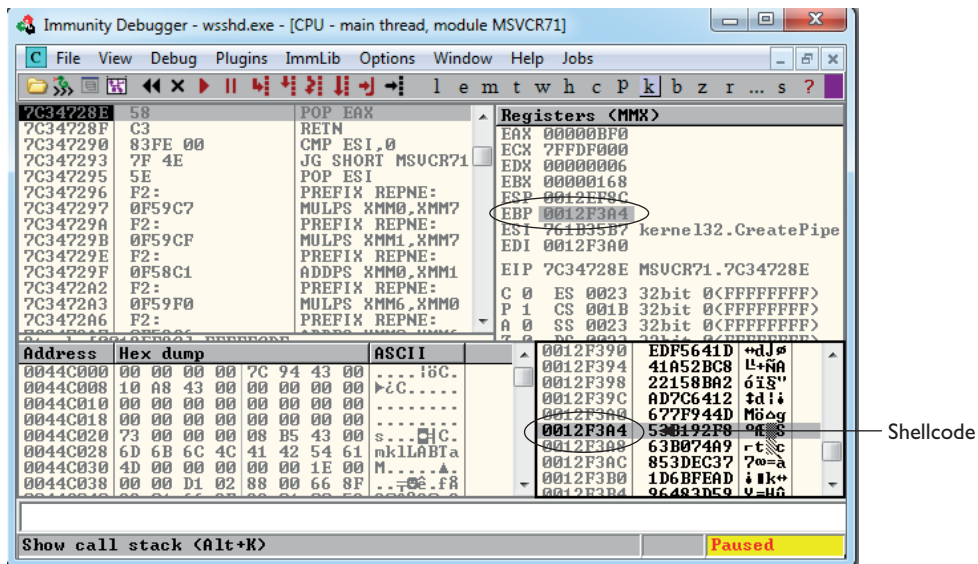 Immunity Debugger - wsshd.exe - [CPU - main thread, module MSVCR71]
C File View Debug Plugins ImmLib Options Window Help Jobs
l e m t w h c P k b z r ... s ?
7C34728E 58 POP EAX
7C34728F C3 RETN
7C347290 83FE 00 CMP ESI,0
7C347293 7F 4E JG SHORT MSVCR71
7C347295 5E POP ESI
7C347296 F2: PREFIX REPNE:
7C347297 0F59C7 MULPS XMM0,XMM7
7C34729A F2: PREFIX REPNE:
7C34729B 0F59CF MULPS XMM1,XMM7
7C34729E F2: PREFIX REPNE:
7C34729F 0F58C1 ADDPS XMM0,XMM1
7C3472A2 F2: PREFIX REPNE:
7C3472A3 0F59F0 MULPS XMM6,XMM0
7C3472A6 F2: PREFIX REPNE:
Registers (MMX)
EAX 00000BF0
ECX 7FFDF000
EDX 00000006
EBX 00000168
ESP 0012EF8C
EBP 0012F3A4
ESI 761B35B7 kernel32.CreatePipe
EDI 0012F3A0
EIP 7C34728E MSVCR71.7C34728E
C 0 ES 0023 32bit 0(FFFFFFFF)
P 1 CS 001B 32bit 0(FFFFFFFF)
A 0 SS 0023 32bit 0(FFFFFFFF)
Address Hex dump ASCII
0044C000 00 00 00 00 7C 94 43 00 ....|öC.
0044C008 10 A8 43 00 00 00 00 00 ►¿C.....
0044C010 00 00 00 00 00 00 00 00 ........
0044C018 00 00 00 00 00 00 00 00 ........
0044C020 73 00 00 00 08 B5 43 00 s...◘╡C.
0044C028 6D 6B 6C 4C 41 42 54 61 mklLABTa
0044C030 4D 00 00 00 00 00 1E 00 M.....▲.
0044C038 00 00 D1 02 88 00 66 8F
0012F390 EDF5641D ↔dJø
0012F394 41A52BC8 ╚+ÑA
0012F398 22158BA2 óï§"
0012F39C AD7C6412 ↕d|¡
0012F3A0 677F944D Mö⌂g
0012F3A4
0012F3A8 63B074A9 ⌐t░c
0012F3AC 853DEC37 7∞=à
0012F3B0 1D6BFEAD ¡■k↔
0012F3B4 96483D59 Y=Hû
Shellcode
Show call stack (Alt+K) Paused